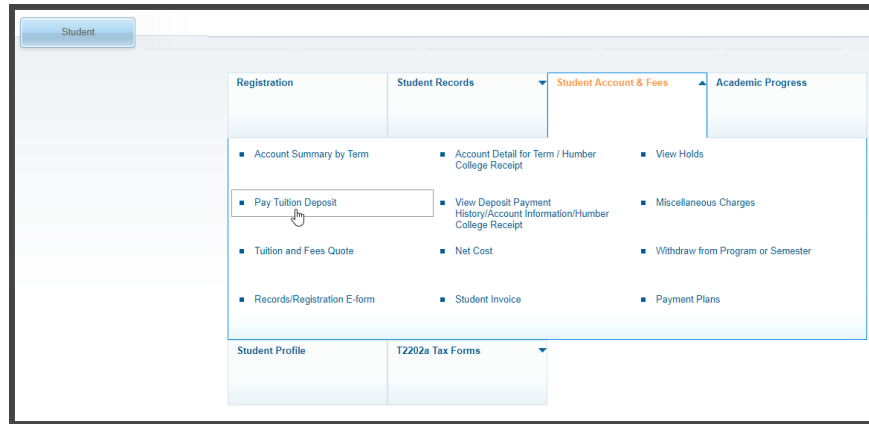 Student
Registration
Student Records
Student Account & Fees
Academic Progress
Account Summary by Term
Account Detail for Term / Humber
College Receipt
View Holds
Pay Tuition Deposit
View Deposit Payment
History/Account Information/Humber
College Receipt
Miscellaneous Charges
Tuition and Fees Quote
Net Cost
Withdraw from Program or Semester
Records/Registration E-form
Student Invoice
Payment Plans
Student Profile
T2202a Tax Forms